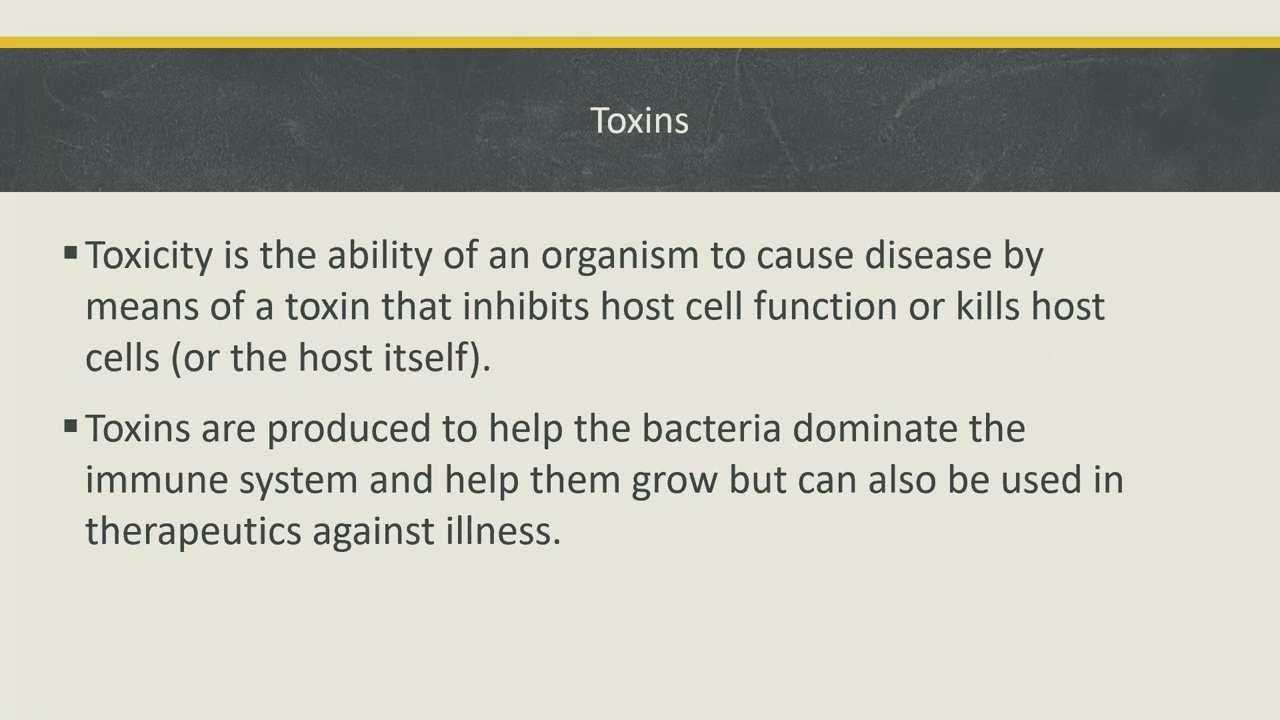 Toxins
▪ Toxicity is the ability of an organism to cause disease by
means of a toxin that inhibits host cell function or kills host
cells (or the host itself).
▪ Toxins are produced to help the bacteria dominate the
immune system and help them grow but can also be used in
therapeutics against illness.